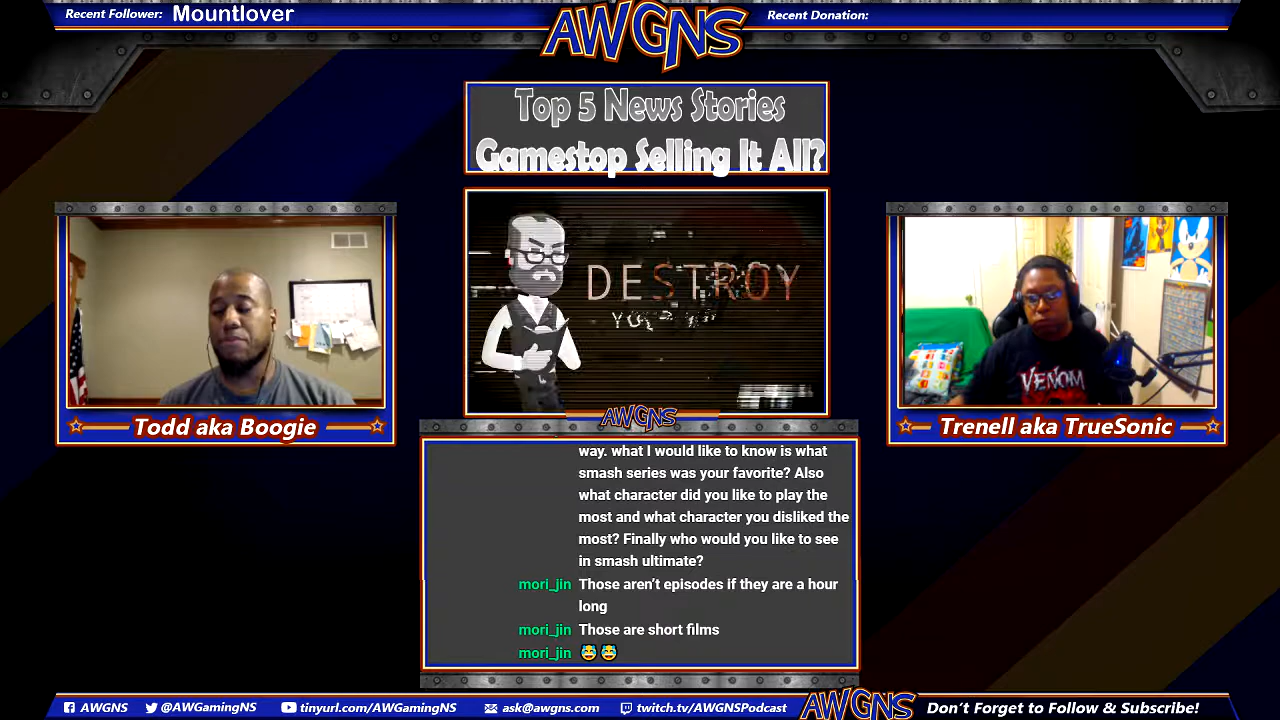 Recent Follower: Mountlover
AWGNS
Recent Donation:
Top 5 News Stories
Gamestop Selling It All?
DESTROY
VENOM
AWGNS
Todd aka Boogie
Trenell aka TrueSonic
way. what I would like to know is what
smash series was your favorite? Also
what character did you like to play the
most and what character you disliked the
most? Finally who would you like to see
in smash ultimate?
mori_jin Those aren't episodes if they are a hour
long
mori_jin Those are short films
mori_jin 😂😂
AWGNS @AWGamingNS tinyurl.com/AWGamingNS ask@awgns.com twitch.tv/AWGNSPodcast AWGNS Don't Forget to Follow & Subscribe!